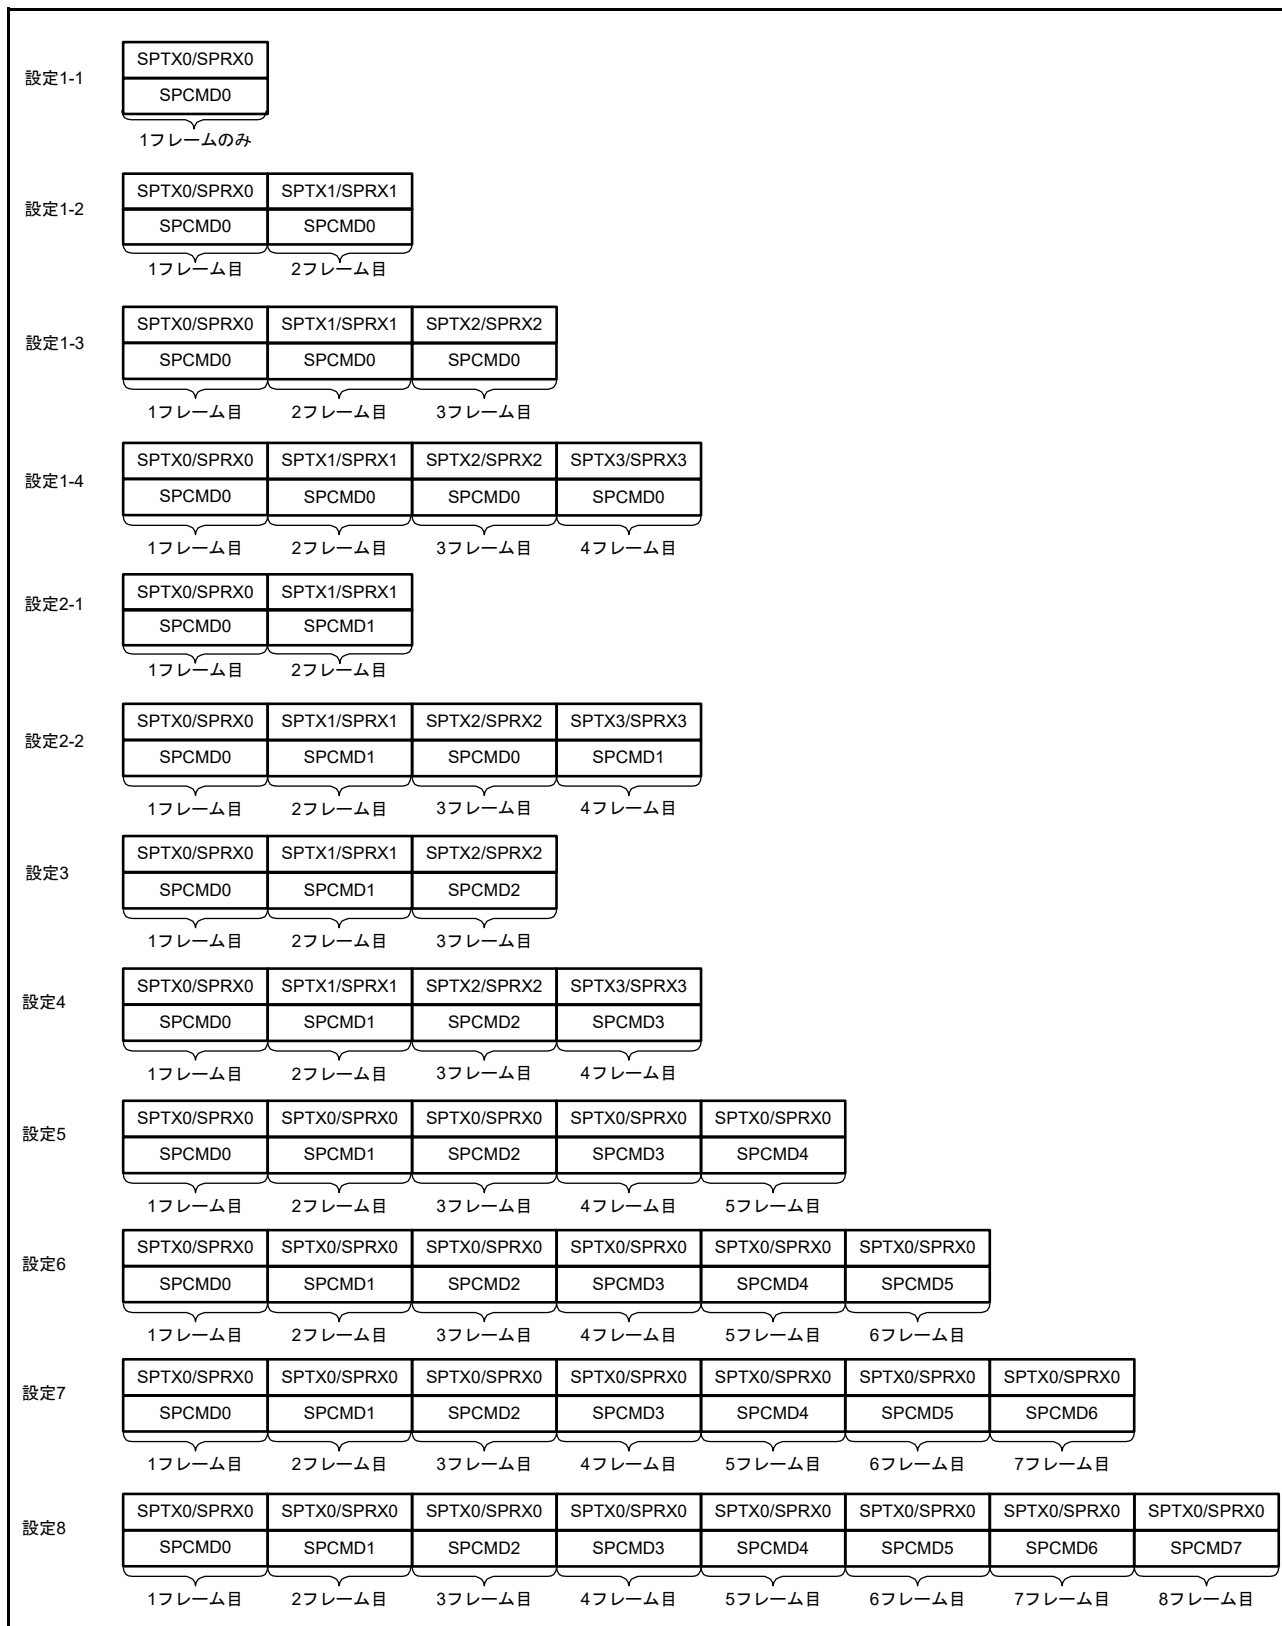 設定1-1
SPTX0/SPRX0
SPCMD0
1フレームのみ
設定1-2
SPTX0/SPRX0 SPTX1/SPRX1
SPCMD0 SPCMD0
1フレーム目 2フレーム目
設定1-3
SPTX0/SPRX0 SPTX1/SPRX1 SPTX2/SPRX2
SPCMD0 SPCMD0 SPCMD0
1フレーム目 2フレーム目 3フレーム目
設定1-4
SPTX0/SPRX0 SPTX1/SPRX1 SPTX2/SPRX2 SPTX3/SPRX3
SPCMD0 SPCMD0 SPCMD0 SPCMD0
1フレーム目 2フレーム目 3フレーム目 4フレーム目
設定2-1
SPTX0/SPRX0 SPTX1/SPRX1
SPCMD0 SPCMD1
1フレーム目 2フレーム目
設定2-2
SPTX0/SPRX0 SPTX1/SPRX1 SPTX2/SPRX2 SPTX3/SPRX3
SPCMD0 SPCMD1 SPCMD0 SPCMD1
1フレーム目 2フレーム目 3フレーム目 4フレーム目
設定3
SPTX0/SPRX0 SPTX1/SPRX1 SPTX2/SPRX2
SPCMD0 SPCMD1 SPCMD2
1フレーム目 2フレーム目 3フレーム目
設定4
SPTX0/SPRX0 SPTX1/SPRX1 SPTX2/SPRX2 SPTX3/SPRX3
SPCMD0 SPCMD1 SPCMD2 SPCMD3
1フレーム目 2フレーム目 3フレーム目 4フレーム目
設定5
SPTX0/SPRX0 SPTX0/SPRX0 SPTX0/SPRX0 SPTX0/SPRX0 SPTX0/SPRX0
SPCMD0 SPCMD1 SPCMD2 SPCMD3 SPCMD4
1フレーム目 2フレーム目 3フレーム目 4フレーム目 5フレーム目
設定6
SPTX0/SPRX0 SPTX0/SPRX0 SPTX0/SPRX0 SPTX0/SPRX0 SPTX0/SPRX0 SPTX0/SPRX0
SPCMD0 SPCMD1 SPCMD2 SPCMD3 SPCMD4 SPCMD5
1フレーム目 2フレーム目 3フレーム目 4フレーム目 5フレーム目 6フレーム目
設定7
SPTX0/SPRX0 SPTX0/SPRX0 SPTX0/SPRX0 SPTX0/SPRX0 SPTX0/SPRX0 SPTX0/SPRX0 SPTX0/SPRX0
SPCMD0 SPCMD1 SPCMD2 SPCMD3 SPCMD4 SPCMD5 SPCMD6
1フレーム目 2フレーム目 3フレーム目 4フレーム目 5フレーム目 6フレーム目 7フレーム目
設定8
SPTX0/SPRX0 SPTX0/SPRX0 SPTX0/SPRX0 SPTX0/SPRX0 SPTX0/SPRX0 SPTX0/SPRX0 SPTX0/SPRX0 SPTX0/SPRX0
SPCMD0 SPCMD1 SPCMD2 SPCMD3 SPCMD4 SPCMD5 SPCMD6 SPCMD7
1フレーム目 2フレーム目 3フレーム目 4フレーム目 5フレーム目 6フレーム目 7フレーム目 8フレーム目